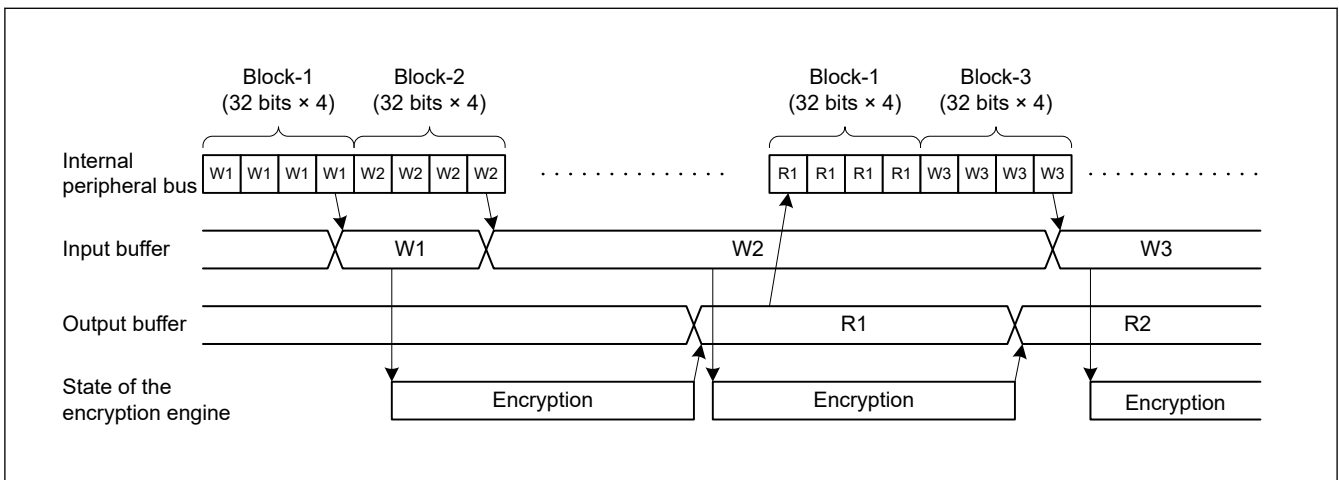 Block-1
(32 bits × 4)
Block-2
(32 bits × 4)
Block-1
(32 bits × 4)
Block-3
(32 bits × 4)
Internal
peripheral bus
W1 W1 W1 W1 W2 W2 W2 W2 R1 R1 R1 R1 W3 W3 W3 W3
Input buffer W1 W2 W3
Output buffer R1 R2
State of the
encryption engine
Encryption Encryption Encryption